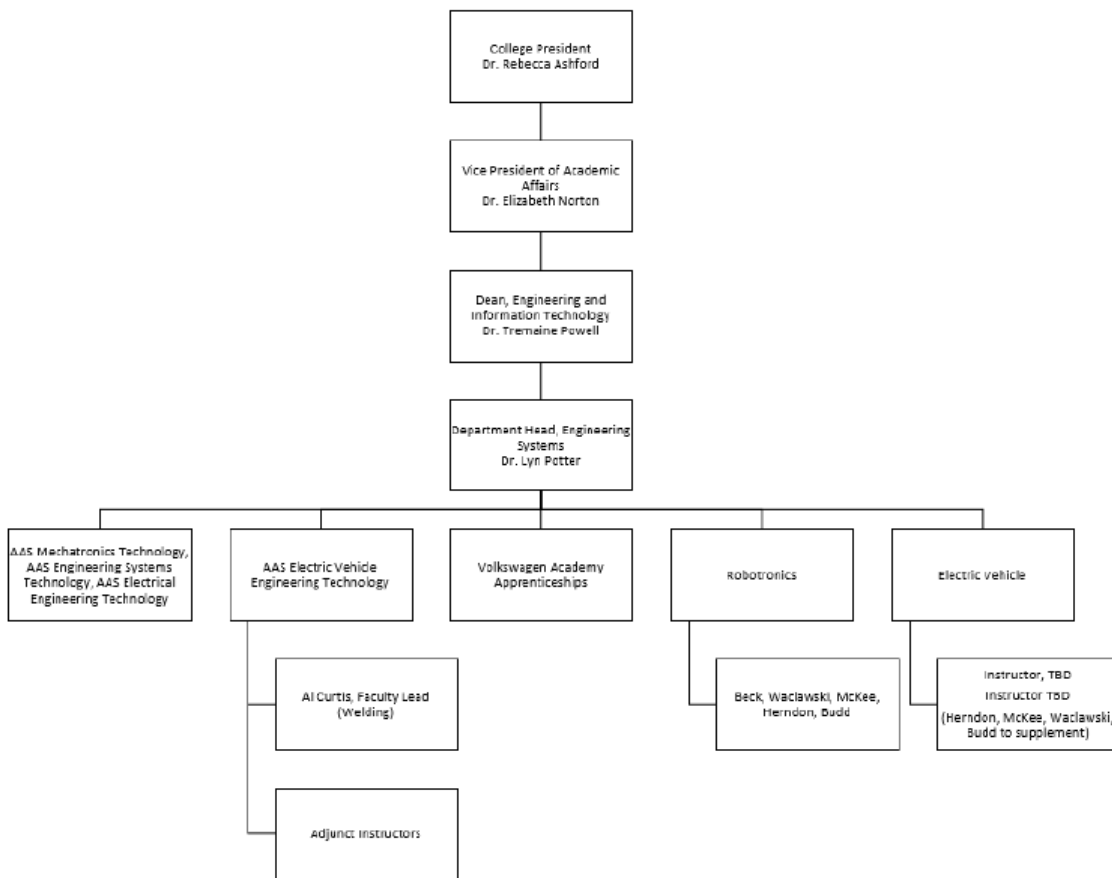 College President
Dr. Rebecca Ashford
Vice President of Academic
Affairs
Dr. Elizabeth Norton
Dean, Engineering and
Information Technology
Dr. Tremaine Powell
Department Head, Engineering
Systems
Dr. Lyn Potter
AAS Mechatronics Technology,
AAS Engineering Systems
Technology, AAS Electrical
Engineering Technology
AAS Electric Vehicle
Engineering Technology
Volkswagen Academy
Apprenticeships
Robotronics
Electric Vehicle
Al Curtis, Faculty Lead
(Welding)
Beck, Waclawski, McKee,
Herndon, Budd
Instructor, TBD
Instructor TBD
(Herndon, McKee, Waclawski,
Budd to supplement)
Adjunct Instructors